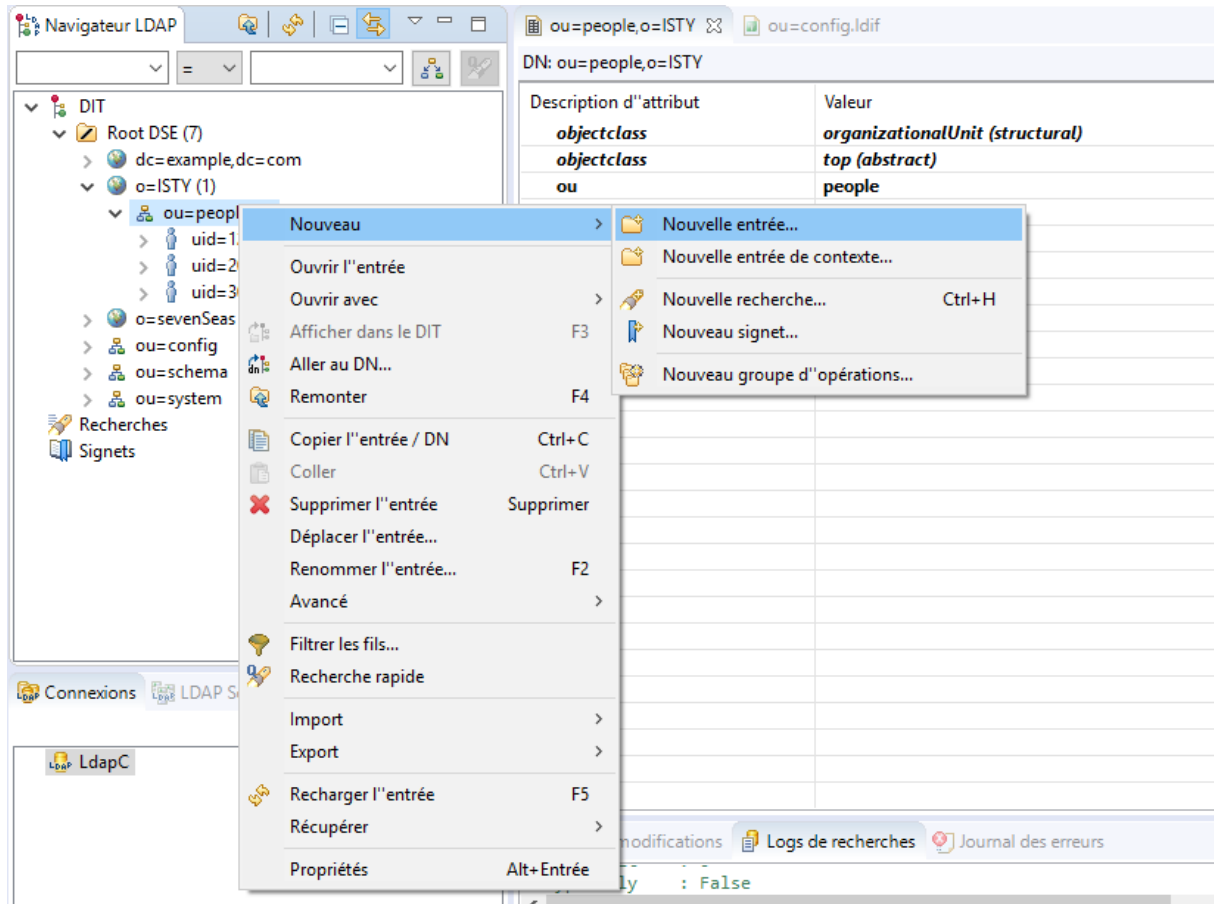 Navigateur LDAP
ou=people,o=ISTY
ou=config.ldif
=
DN: ou=people,o=ISTY
DIT
Root DSE (7)
dc=example,dc=com
o=ISTY (1)
ou=peopl
uid=1
uid=2
uid=3
o=sevenSeas
ou=config
ou=schema
ou=system
Recherches
Signets
Description d''attribut Valeur
objectclass organizationalUnit (structural)
objectclass top (abstract)
ou people
Nouveau
Ouvrir l''entrée
Ouvrir avec
Afficher dans le DIT F3
Aller au DN...
Remonter F4
Copier l''entrée / DN Ctrl+C
Coller Ctrl+V
Supprimer l''entrée Supprimer
Déplacer l''entrée...
Renommer l''entrée... F2
Avancé
Filtrer les fils...
Recherche rapide
Import
Export
Recharger l''entrée F5
Récupérer
Propriétés Alt+Entrée
Nouvelle entrée...
Nouvelle entrée de contexte...
Nouvelle recherche... Ctrl+H
Nouveau signet...
Nouveau groupe d''opérations...
Connexions
LDAP S
LdapC
modifications
Logs de recherches
Journal des erreurs
: False